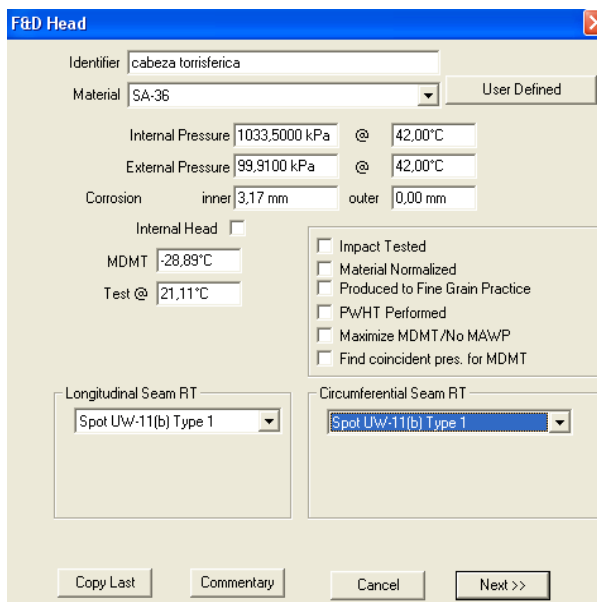 F&D Head
Identifier cabeza torrisferica
Material SA-36 User Defined
Internal Pressure 1033,5000 kPa @ 42,00°C
External Pressure 99,9100 kPa @ 42,00°C
Corrosion inner 3,17 mm outer 0,00 mm
Internal Head
MDMT -28,89°C
Test @ 21,11°C
Impact Tested
Material Normalized
Produced to Fine Grain Practice
PWHT Performed
Maximize MDMT/No MAWP
Find coincident pres. for MDMT
Longitudinal Seam RT
Spot UW-11(b) Type 1
Circumferential Seam RT
Spot UW-11(b) Type 1
Copy Last Commentary Cancel Next >>